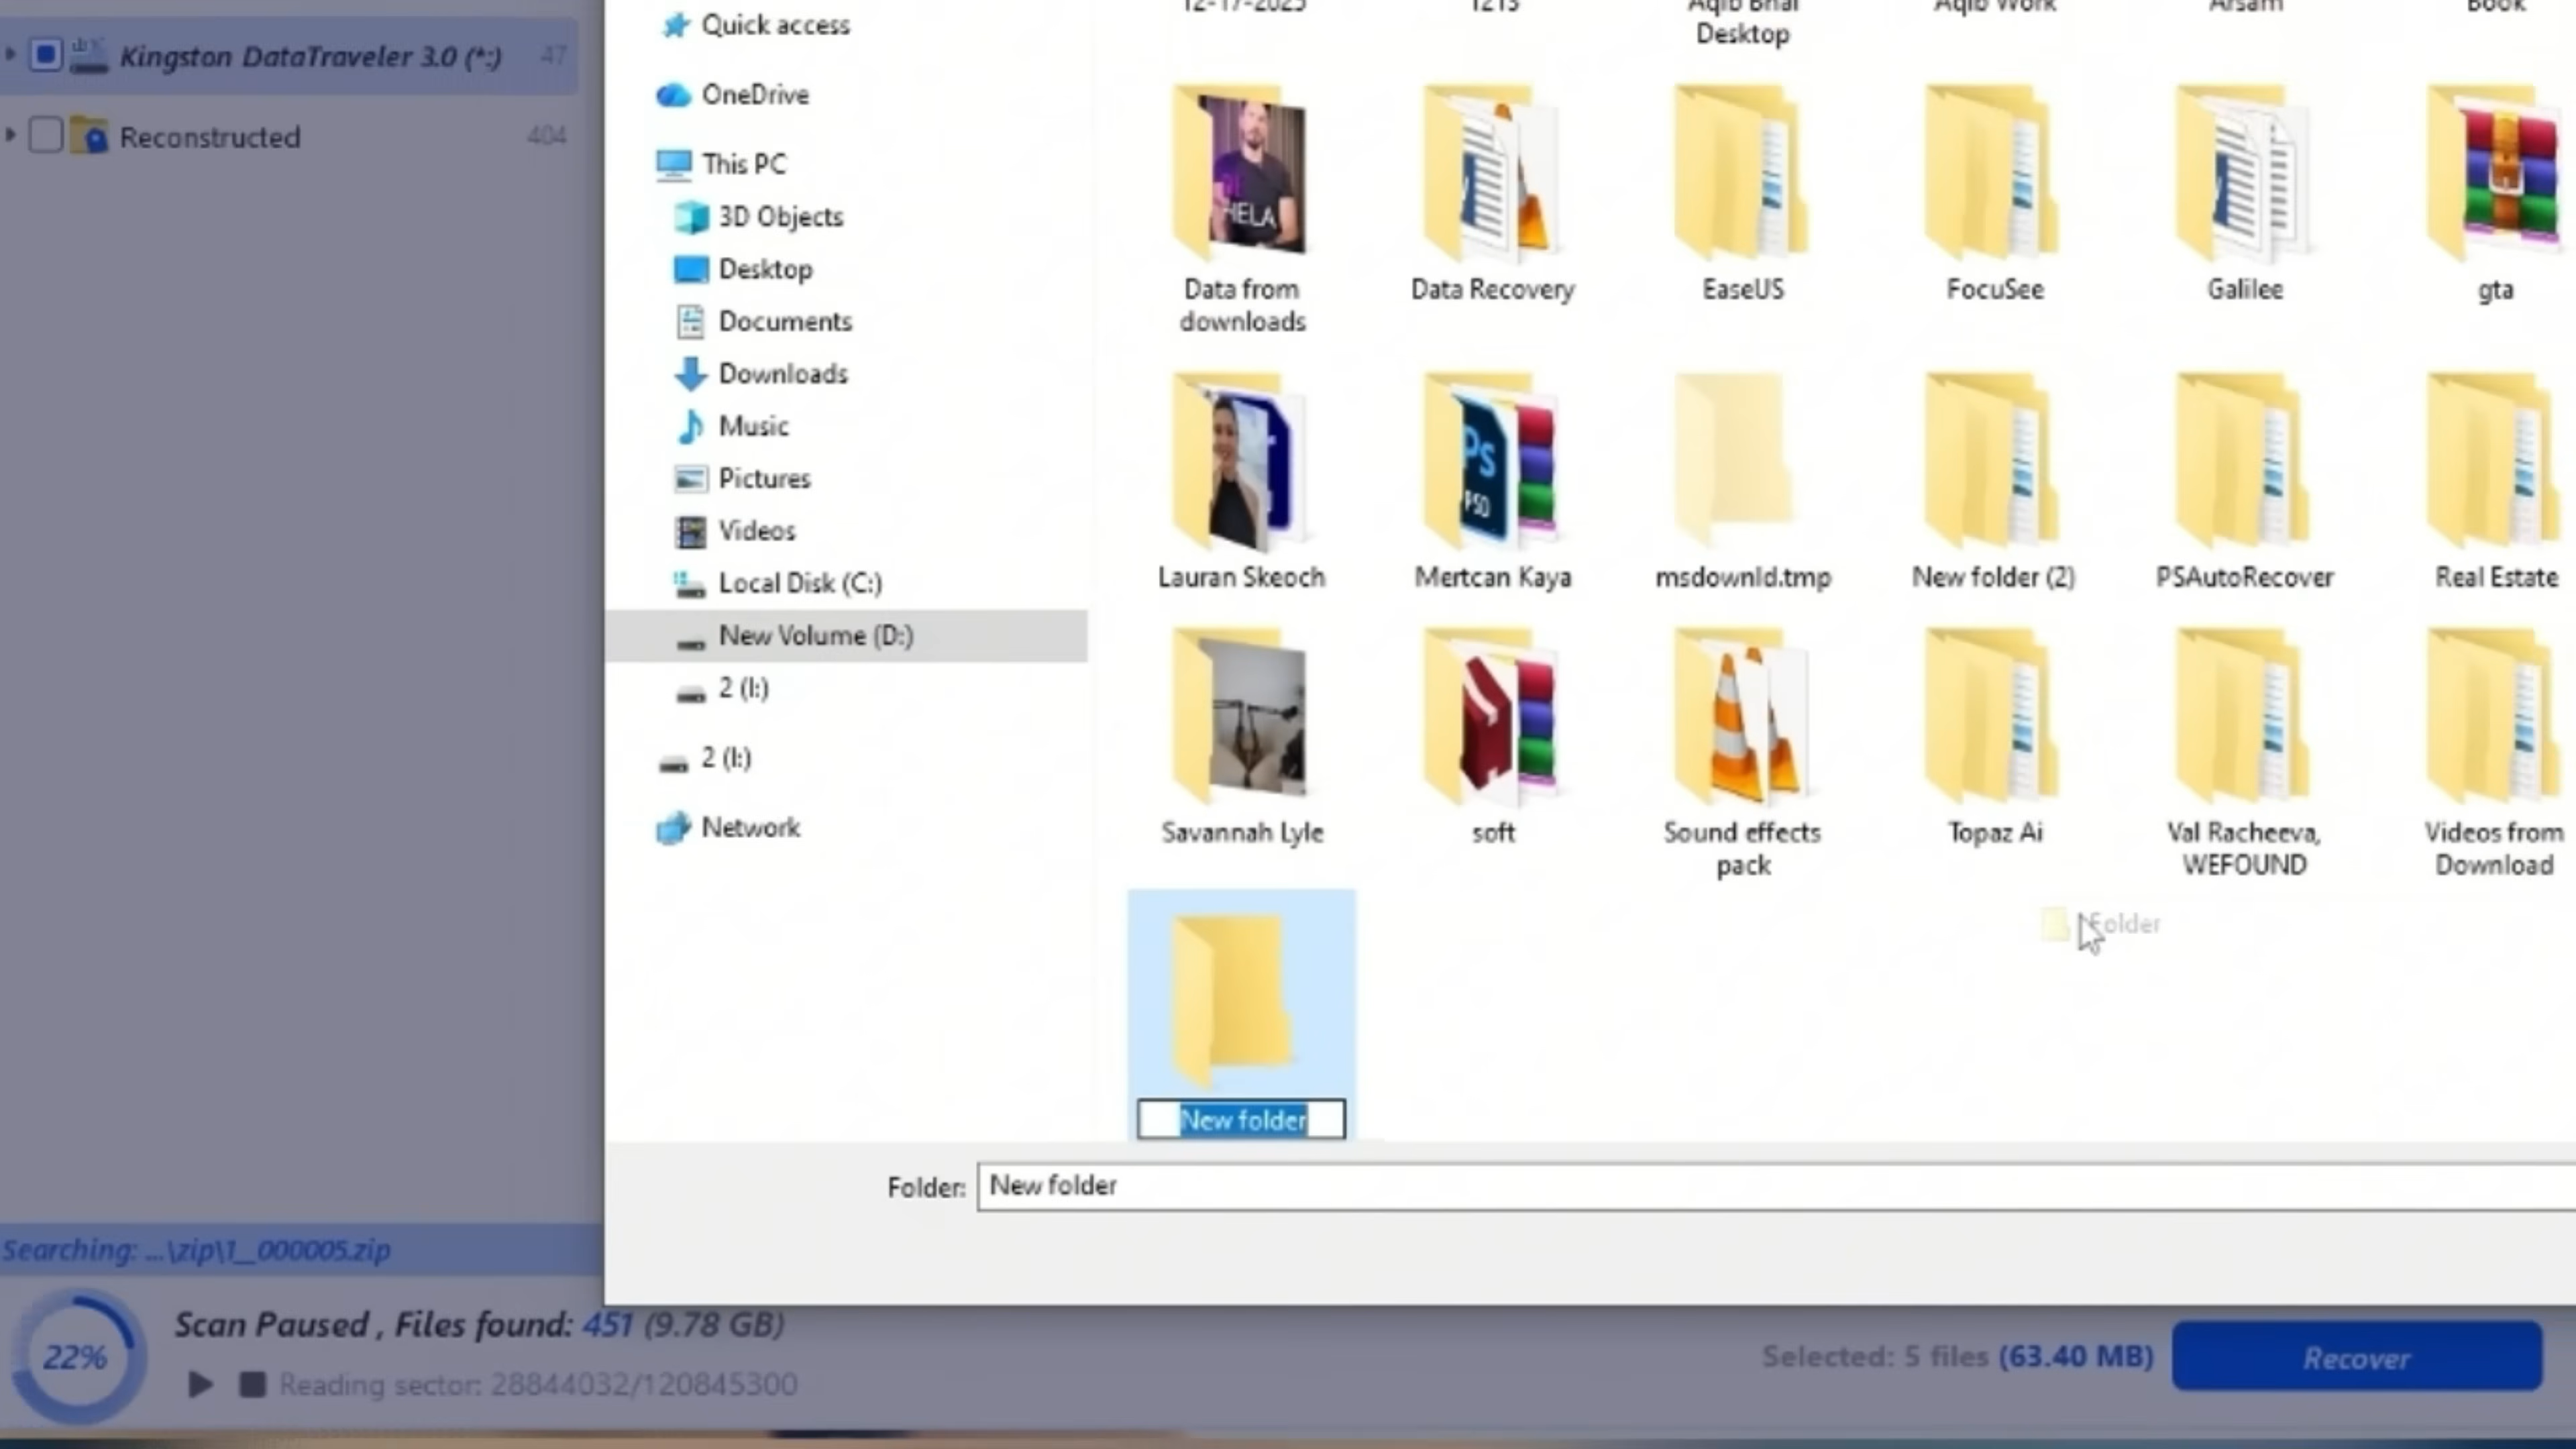 Kingston DataTraveler 3.0 (*:) 47
Reconstructed 404
Quick access
OneDrive
This PC
3D Objects
Desktop
Documents
Downloads
Music
Pictures
Videos
Local Disk (C:)
New Volume (D:)
2 (I:)
2 (I:)
Network
12-17-2025 1213 Aqib Bhai Aqib Work Arsam Book
Desktop
Data from Data Recovery EaseUS FocuSee Galilee gta
downloads
HELA
Lauran Skeoch Mertcan Kaya msdownld.tmp New folder (2) PSAutoRecover Real Estate
Ps
PSD
Savannah Lyle soft Sound effects Topaz Ai Val Racheeva, Videos from
pack WEFOUND Download
Folder
New folder
Folder: New folder
Searching: ...\zip\1__000005.zip
22%
Scan Paused , Files found: 451 (9.78 GB)
Reading sector: 28844032/120845300
Selected: 5 files (63.40 MB)
Recover